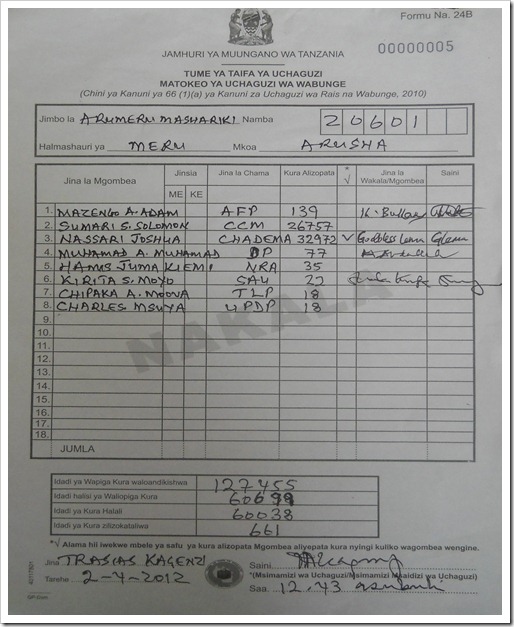 Formu Na. 24B
00000005
JAMHURI YA MUUNGANO WA TANZANIA
TUME YA TAIFA YA UCHAGUZI
MATOKEO YA UCHAGUZI WA WABUNGE
(Chini ya Kanuni ya 66 (1)(a) ya Kanuni za Uchaguzi wa Rais na Wabunge, 2010)
Jimbo la ARUMERU MASHARIKI Namba 20601
Halmashauri ya MERU Mkoa ARUSHA
Jina la Mgombea Jinsia Jina la Chama Kura Alizopata *√ Jina la Wakala/Mgombea Saini
ME KE
1. MAZENGO A. ADAM AFP 139
2. SUMARI S. SOLOMON CCM 26757
3. NASSARI JOSHUA CHADEMA 32972 √ Godbless Lema
4. MUHAMAD A. MUHAMAD DP 77
5. HAMIS JUMA KIEMI NRA 35
6. KIRITA S. MOYO SAU 22
7. CHIPAKA A. MOOVA TLP 18
8. CHARLES MSUYA UPDP 18
9.
10.
11.
12.
13.
14.
15.
16.
17.
18.
JUMLA
NAKALA
Idadi ya Wapiga Kura waloandikishwa 127455
Idadi halisi ya Waliopiga Kura 60699
Idadi ya Kura Halali 60038
Idadi ya Kura zilizokataliwa 661
*√ Alama hii iwekwe mbele ya safu ya kura alizopata Mgombea aliyepata kura nyingi kuliko wagombea wengine.
Jina TRASIAS KAGENZI Saini
*(Msimamizi wa Uchaguzi/Msimamizi Msaidizi wa Uchaguzi)
Tarehe 2-4-2012 Saa 12.43